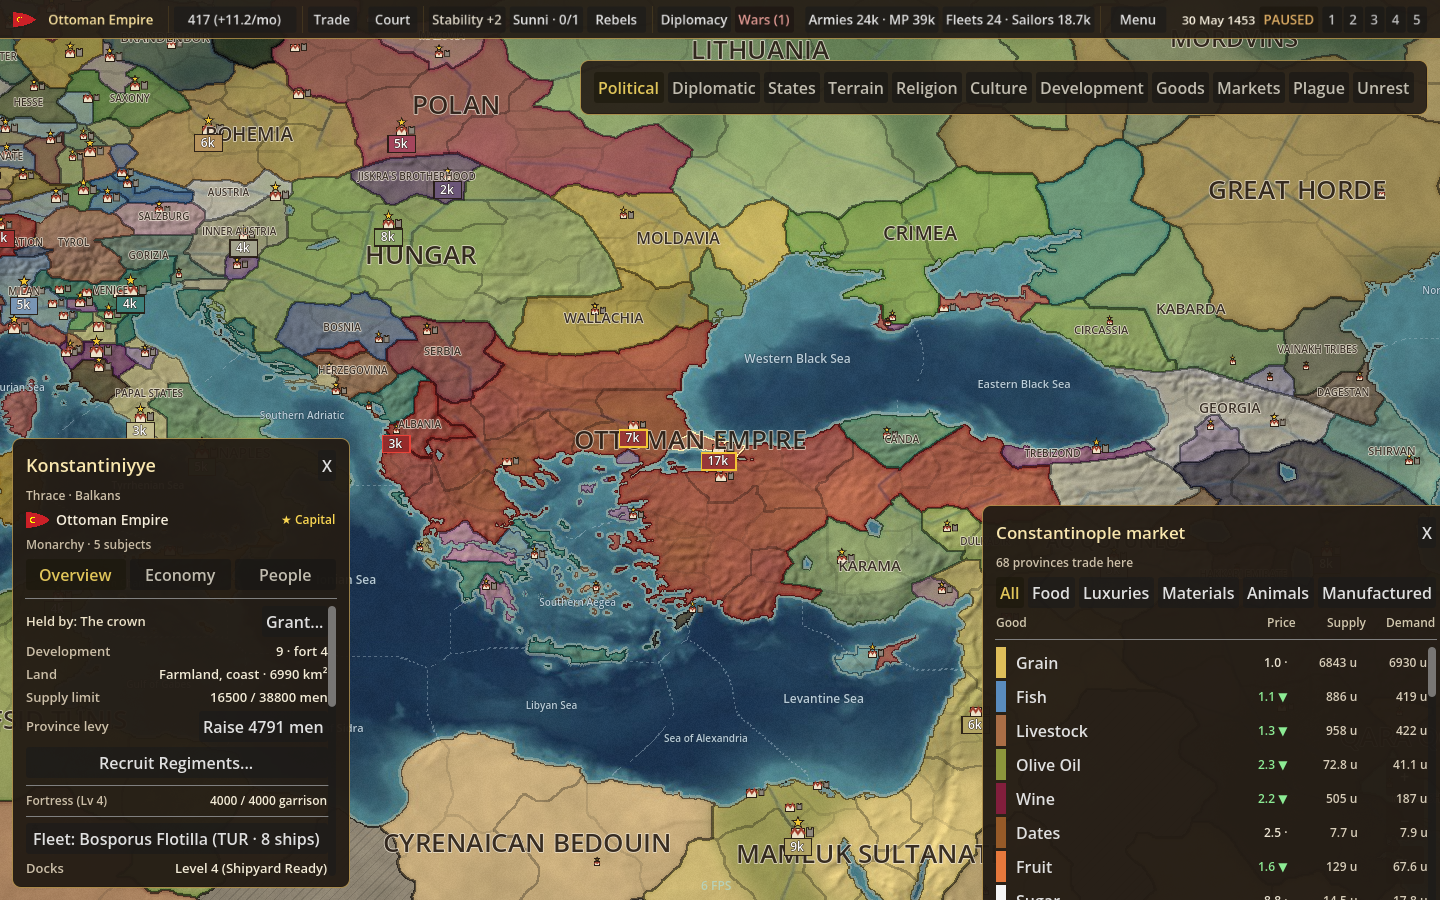 Ottoman Empire 417 (+11.2/mo) Trade Court Stability +2 Sunni · 0/1 Rebels Diplomacy Wars (1) Armies 24k · MP 39k Fleets 24 · Sailors 18.7k Menu 30 May 1453 PAUSED 1 2 3 4 5
LITHUANIA
Political Diplomatic States Terrain Religion Culture Development Goods Markets Plague Unrest
HESSE
SAXONY
POLAN
BOHEMIA
6k
5k
JISKRA'S BROTHERHOOD
2k
AUSTRIA
GREAT HORDE
SALZBURG
INNER AUSTRIA
8k
MOLDAVIA
CRIMEA
TYROL
4k
GORIZIA
HUNGAR
MILAN
VENICE
5k
4k
KABARDA
WALLACHIA
BOSNIA
CIRCASSIA
SERBIA
VAINAKH TRIBES
Western Black Sea
HERZEGOVINA
Eastern Black Sea
PAPAL STATES
DAGESTAN
Southern Adriatic
GEORGIA
3k
ALBANIA
3k
OTTOMAN EMPIRE
7k
CANDA
17k
TREBIZOND
SHIRVAN
KARAMA
Southern Aegea
Levantine Sea
Libyan Sea
Sea of Alexandria
6k
CYRENAICAN BEDOUIN
9k
MAMLUK SULTANAT
6 FPS
Konstantiniyye X
Thrace · Balkans
Ottoman Empire ★ Capital
Monarchy · 5 subjects
Overview Economy People
Held by: The crown Grant...
Development 9 · fort 4
Land Farmland, coast · 6990 km²
Supply limit 16500 / 38800 men
Province levy Raise 4791 men
Recruit Regiments...
Fortress (Lv 4) 4000 / 4000 garrison
Fleet: Bosporus Flotilla (TUR · 8 ships)
Docks Level 4 (Shipyard Ready)
Constantinople market X
68 provinces trade here
All Food Luxuries Materials Animals Manufactured
Good Price Supply Demand
Grain 1.0 · 6843 u 6930 u
Fish 1.1 ▼ 886 u 419 u
Livestock 1.3 ▼ 958 u 422 u
Olive Oil 2.3 ▼ 72.8 u 41.1 u
Wine 2.2 ▼ 505 u 187 u
Dates 2.5 · 7.7 u 7.9 u
Fruit 1.6 ▼ 129 u 67.6 u